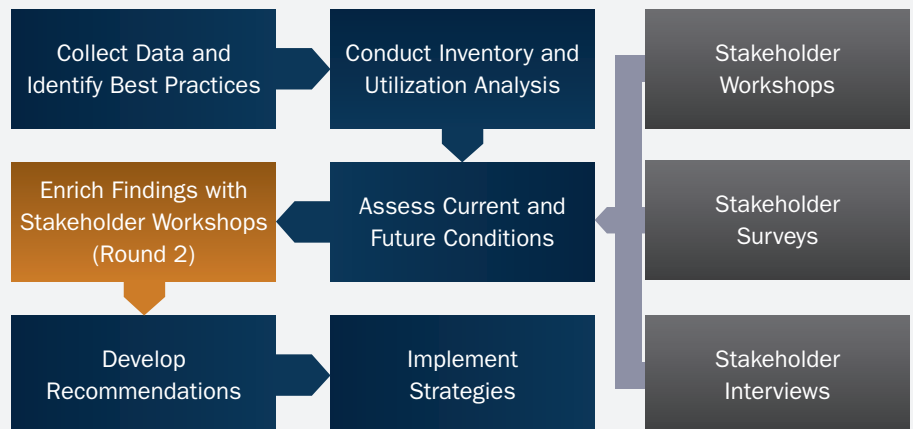 Collect Data and
Identify Best Practices
Conduct Inventory and
Utilization Analysis
Stakeholder
Workshops
Enrich Findings with
Stakeholder Workshops
(Round 2)
Assess Current and
Future Conditions
Stakeholder
Surveys
Develop
Recommendations
Implement
Strategies
Stakeholder
Interviews